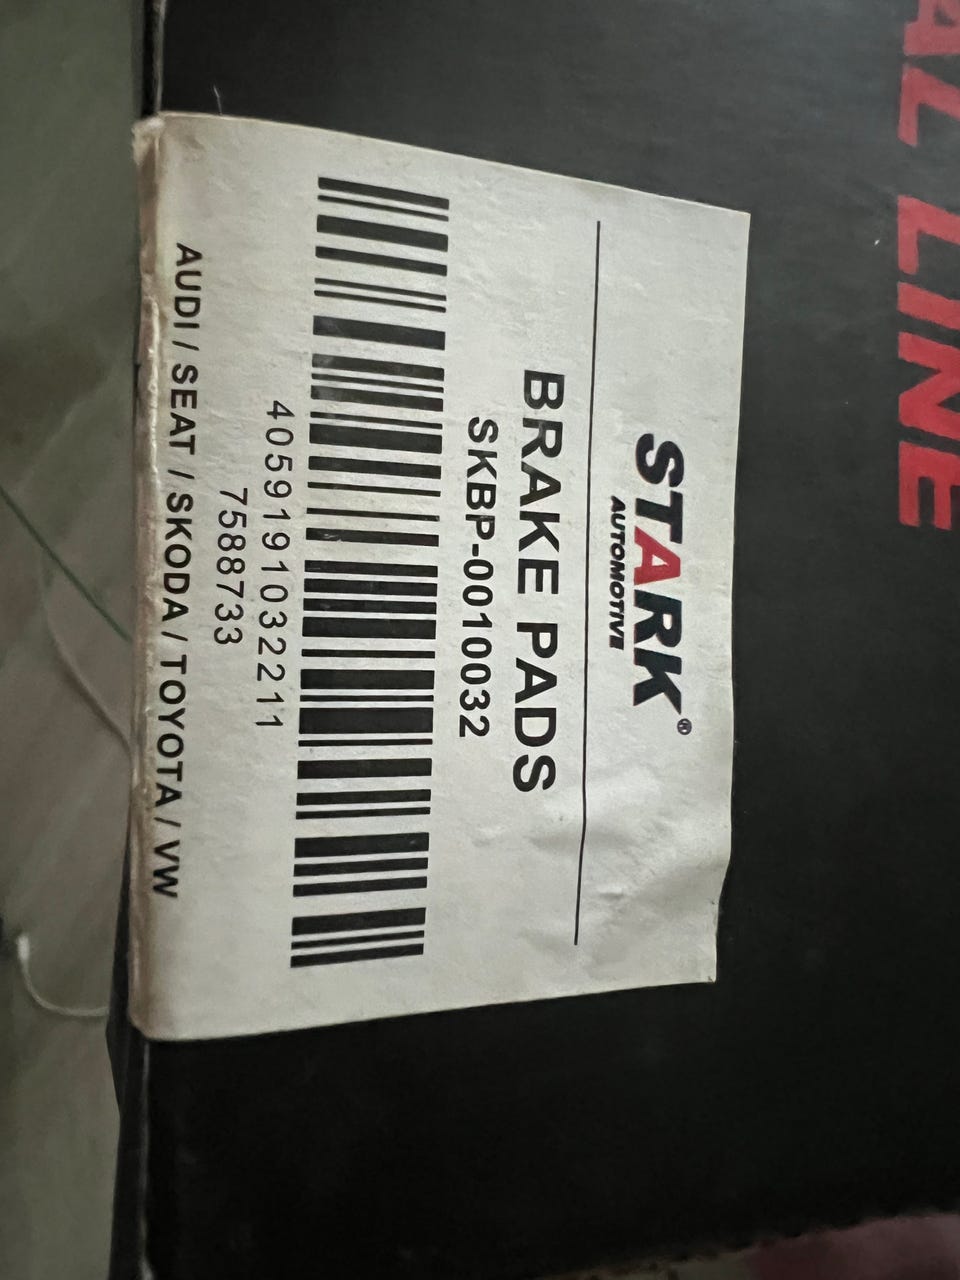 AL LINE
STARK®
AUTOMOTIVE
BRAKE PADS
SKBP-0010032
4059191032211
7588733
AUDI / SEAT / SKODA / TOYOTA / VW